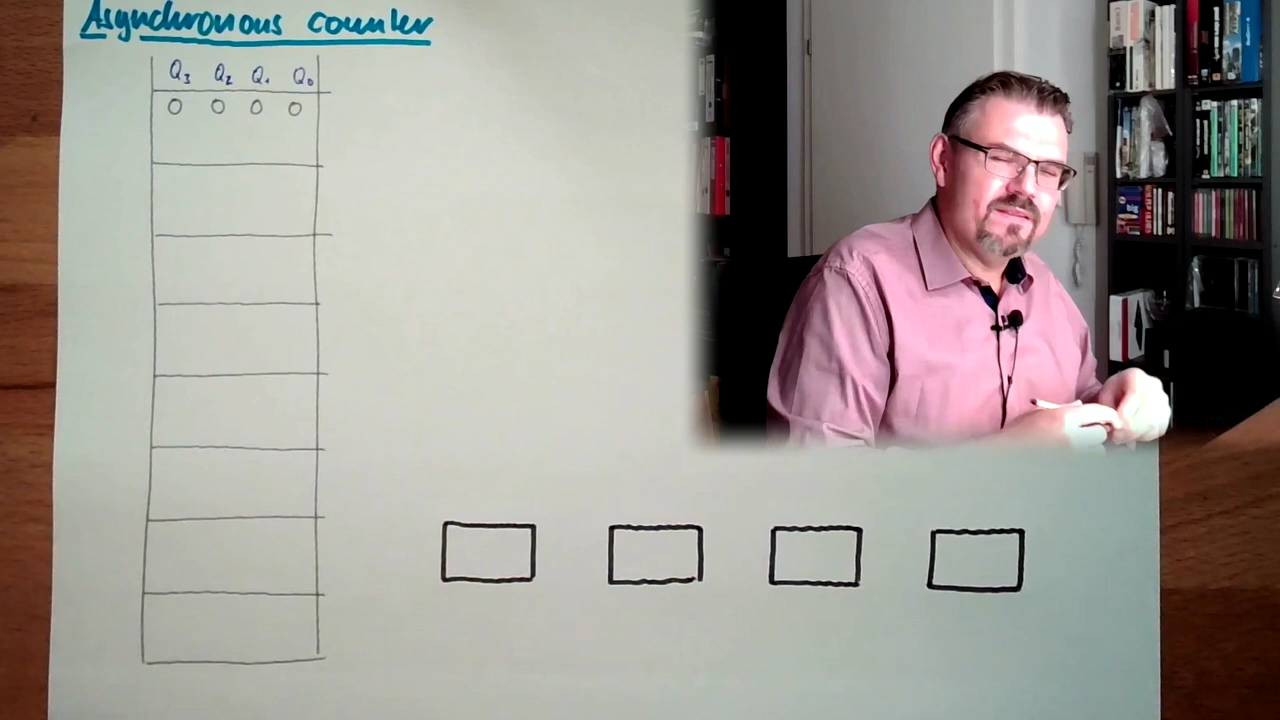 Asynchronous counter
Q₃ Q₂ Q₁ Q₀
0 0 0 0